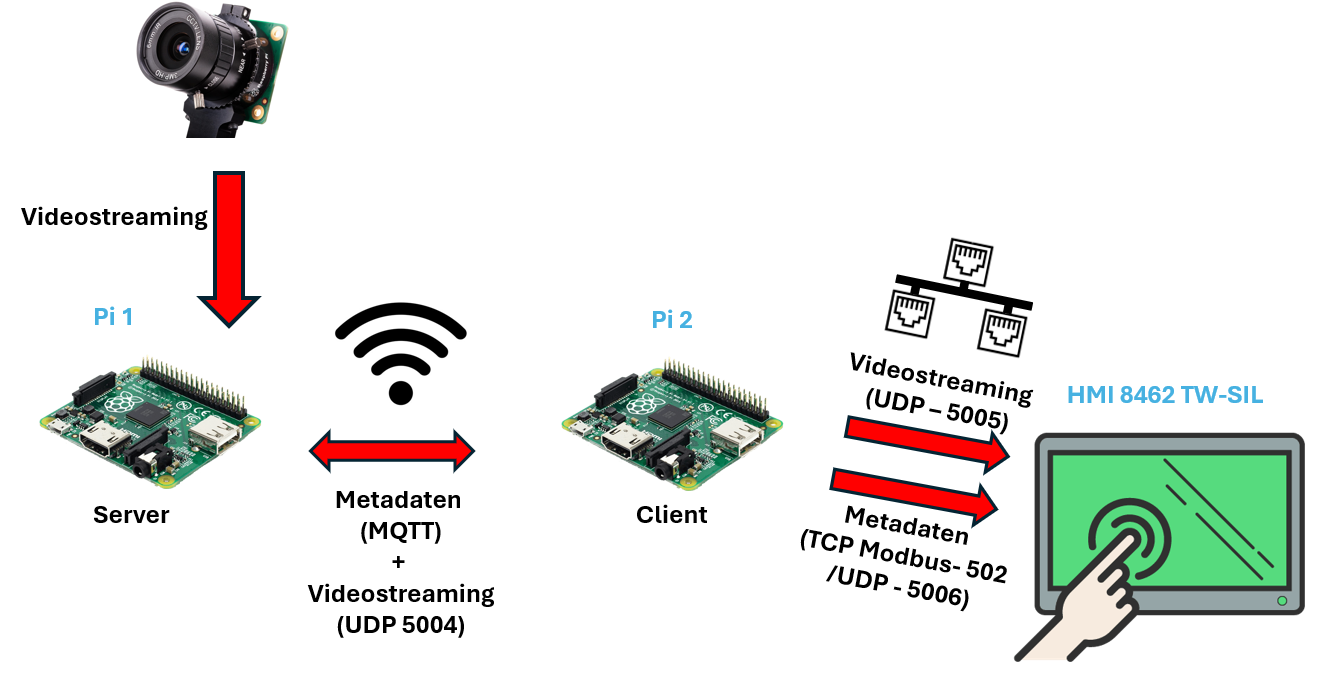 Videostreaming
Pi 1
Pi 2
Videostreaming
(UDP – 5005)
HMI 8462 TW-SIL
Server
Metadaten
(MQTT)
+
Videostreaming
(UDP 5004)
Client
Metadaten
(TCP Modbus- 502
/UDP - 5006)